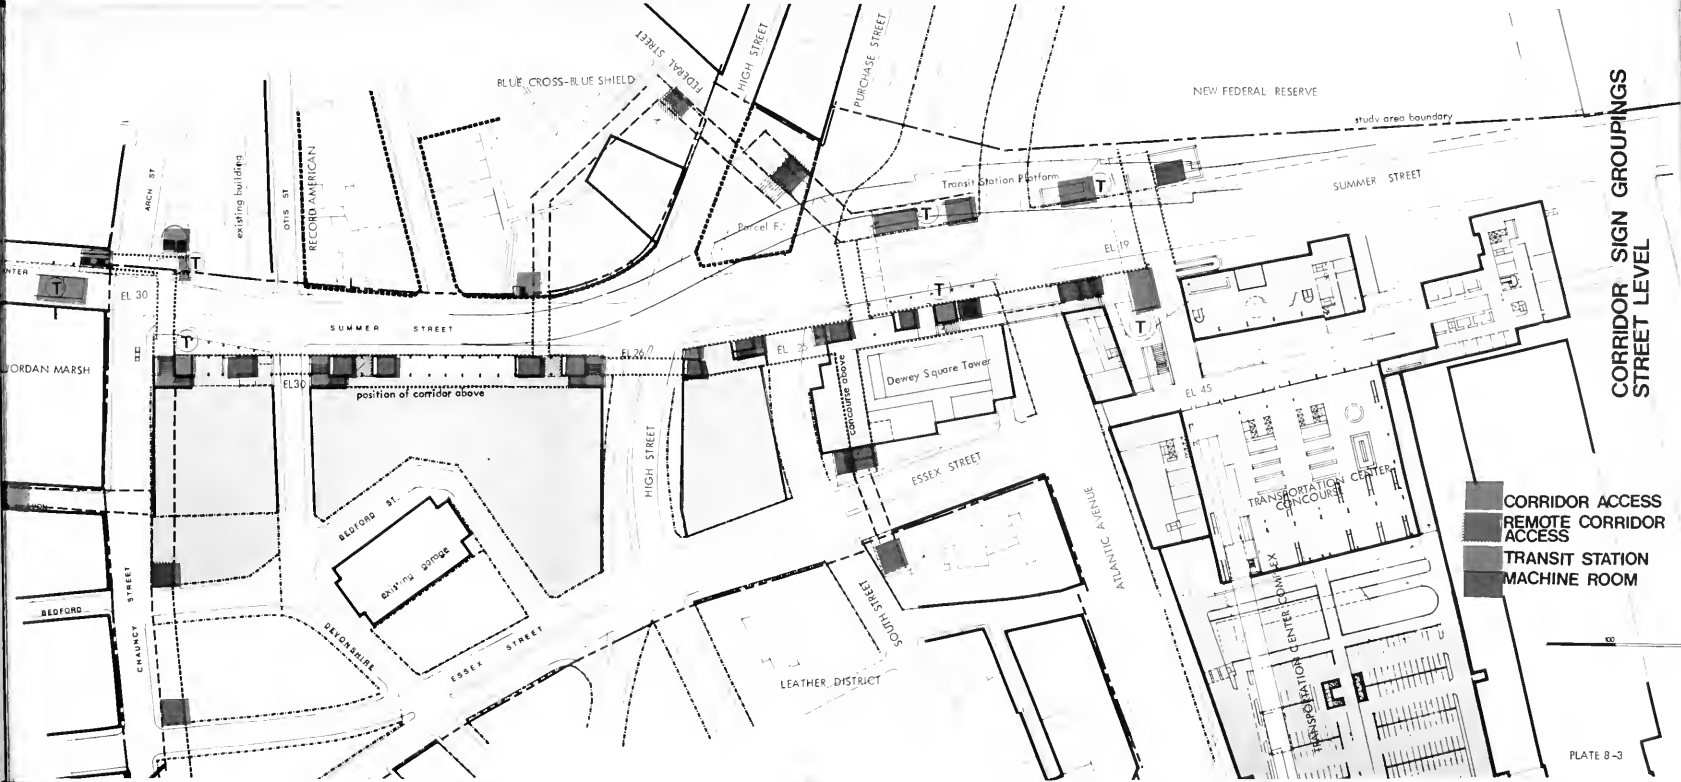 CORRIDOR SIGN GROUPINGS
STREET LEVEL
FEDERAL STREET
FEDERAL
HIGH STREET
PURCHASE STREET
BLUE CROSS-BLUE SHIELD
NEW FEDERAL RESERVE
study area boundary
ARCH ST
existing building
OTIS ST
RECORD AMERICAN
Transit Station Platform
T
T
SUMMER STREET
Parcel F.
EL 19
T
T
EL 30
T
SUMMER STREET
T
T
T
JORDAN MARSH
EL 26
EL
Dewey Square Tower
EL30
position of corridor above
concourse above
EL 45
HIGH STREET
ESSEX STREET
TRANSPORTATION CENTER
CONCOURSE
BEDFORD ST.
existing garage
ATLANTIC AVENUE
CORRIDOR ACCESS
REMOTE CORRIDOR
ACCESS
TRANSIT STATION
MACHINE ROOM
BEDFORD
CHAUNCY STREET
DEVONSHIRE
ESSEX STREET
SOUTH STREET
LEATHER DISTRICT
TRANSPORTATION CENTER COMPLEX
100
PLATE 8-3